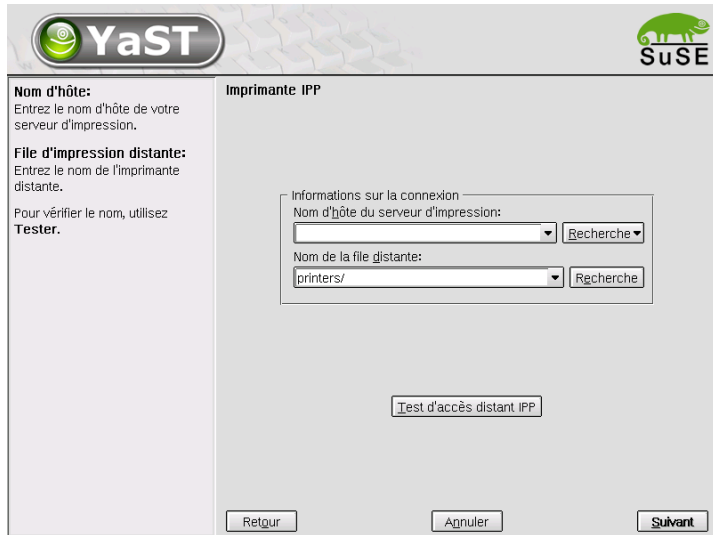 YaST
SuSE
Nom d'hôte:
Entrez le nom d'hôte de votre
serveur d'impression.
File d'impression distante:
Entrez le nom de l'imprimante
distante.
Pour vérifier le nom, utilisez
Tester.
Imprimante IPP
Informations sur la connexion
Nom d'hôte du serveur d'impression:
Recherche
Nom de la file distante:
printers/
Recherche
Test d'accès distant IPP
Retour
Annuler
Suivant